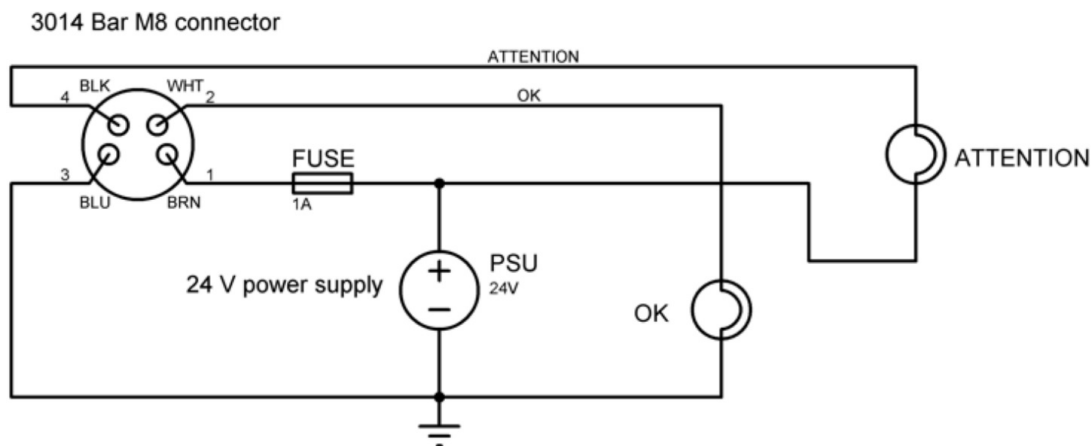 3014 Bar M8 connector
ATTENTION
BLK
WHT
4
2
OK
FUSE
ATTENTION
3
1
BLU
BRN
1A
PSU
24 V power supply
24V
+
−
OK